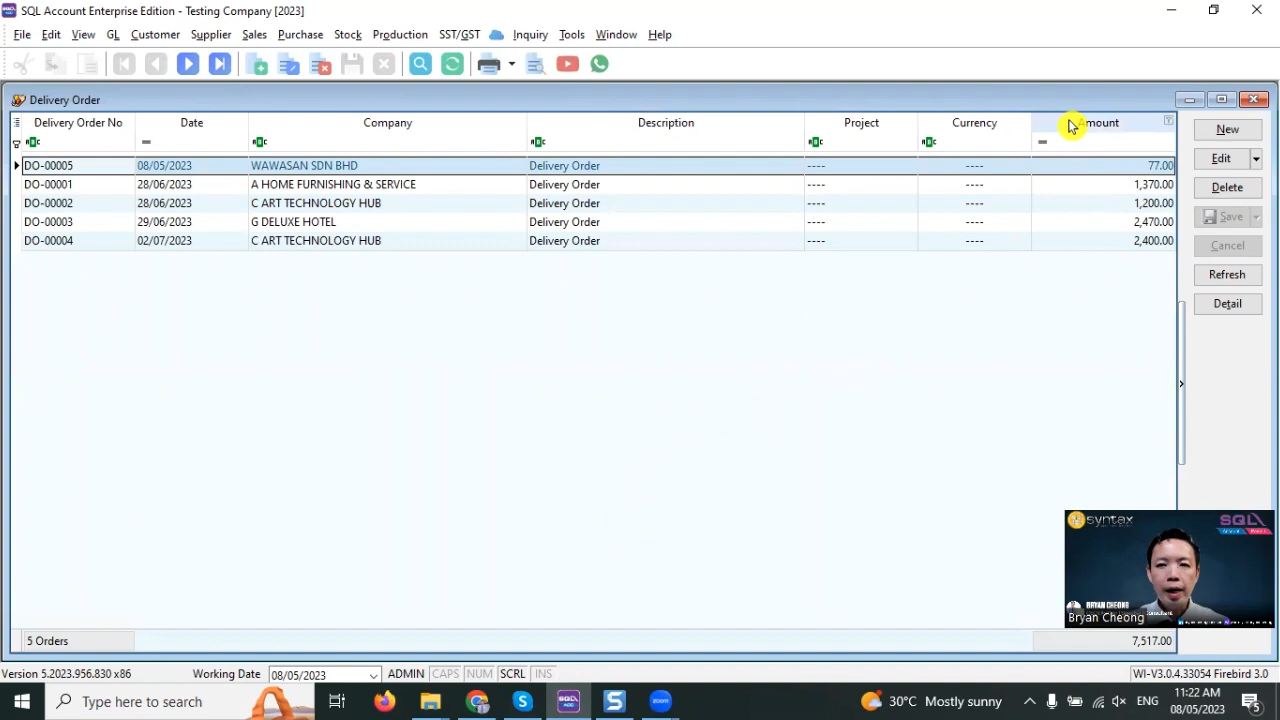 SQL Account Enterprise Edition - Testing Company [2023]
File Edit View GL Customer Supplier Sales Purchase Stock Production SST/GST Inquiry Tools Window Help
Delivery Order
Delivery Order No Date Company Description Project Currency Amount
DO-00005 08/05/2023 WAWASAN SDN BHD Delivery Order ---- ---- 77.00
DO-00001 28/06/2023 A HOME FURNISHING & SERVICE Delivery Order ---- ---- 1,370.00
DO-00002 28/06/2023 C ART TECHNOLOGY HUB Delivery Order ---- ---- 1,200.00
DO-00003 29/06/2023 G DELUXE HOTEL Delivery Order ---- ---- 2,470.00
DO-00004 02/07/2023 C ART TECHNOLOGY HUB Delivery Order ---- ---- 2,400.00
New
Edit
Delete
Save
Cancel
Refresh
Detail
syntax SQL
BRYAN CHEONG
Bryan Cheong
5 Orders 7,517.00
Version 5.2023.956.830 x86 Working Date 08/05/2023 ADMIN CAPS NUM SCRL INS WI-V3.0.4.33054 Firebird 3.0
Type here to search 30°C Mostly sunny ENG 11:22 AM
08/05/2023 5